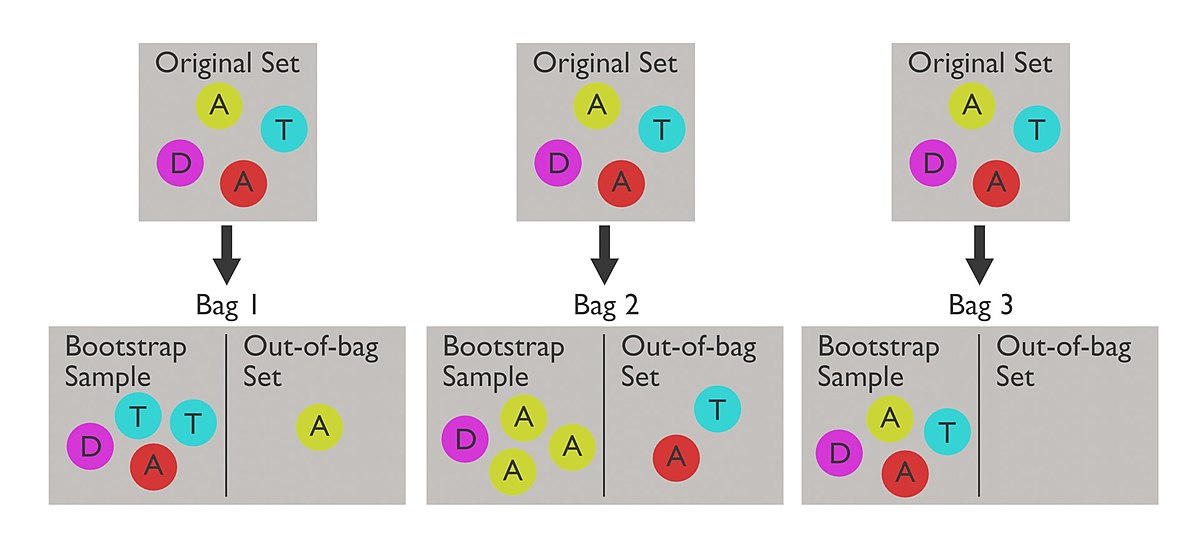 Original Set
A
T
D
A
Original Set
A
T
D
A
Original Set
A
T
D
A
Bag 1
Bootstrap
Sample
T
T
D
A
Out-of-bag
Set
A
Bag 2
Bootstrap
Sample
A
D
A
A
Out-of-bag
Set
T
A
Bag 3
Bootstrap
Sample
A
T
D
A
Out-of-bag
Set